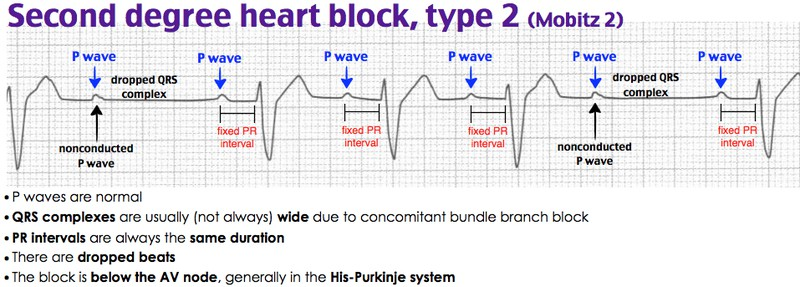 Second degree heart block, type 2 (Mobitz 2)
P wave P wave P wave P wave P wave P wave
dropped QRS complex
dropped QRS complex
nonconducted P wave
fixed PR interval
fixed PR interval
fixed PR interval
nonconducted P wave
fixed PR interval
• P waves are normal
• QRS complexes are usually (not always) wide due to concomitant bundle branch block
• PR intervals are always the same duration
• There are dropped beats
• The block is below the AV node, generally in the His-Purkinje system